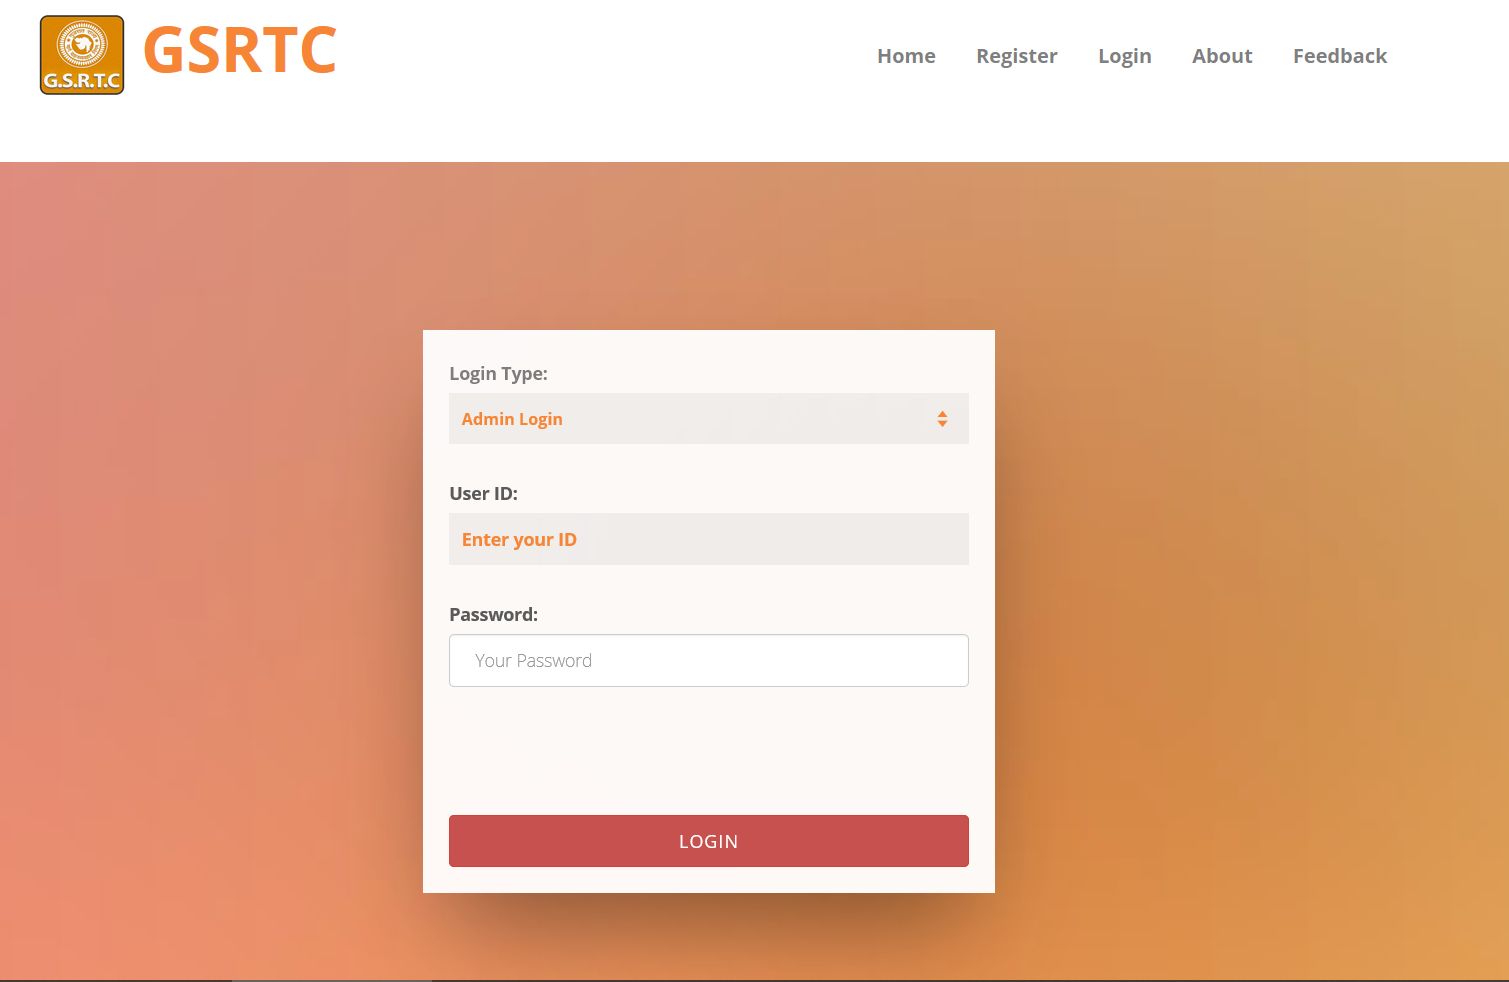 G.S.R.T.C
GSRTC
Home Register Login About Feedback
Login Type:
Admin Login
User ID:
Enter your ID
Password:
Your Password
LOGIN